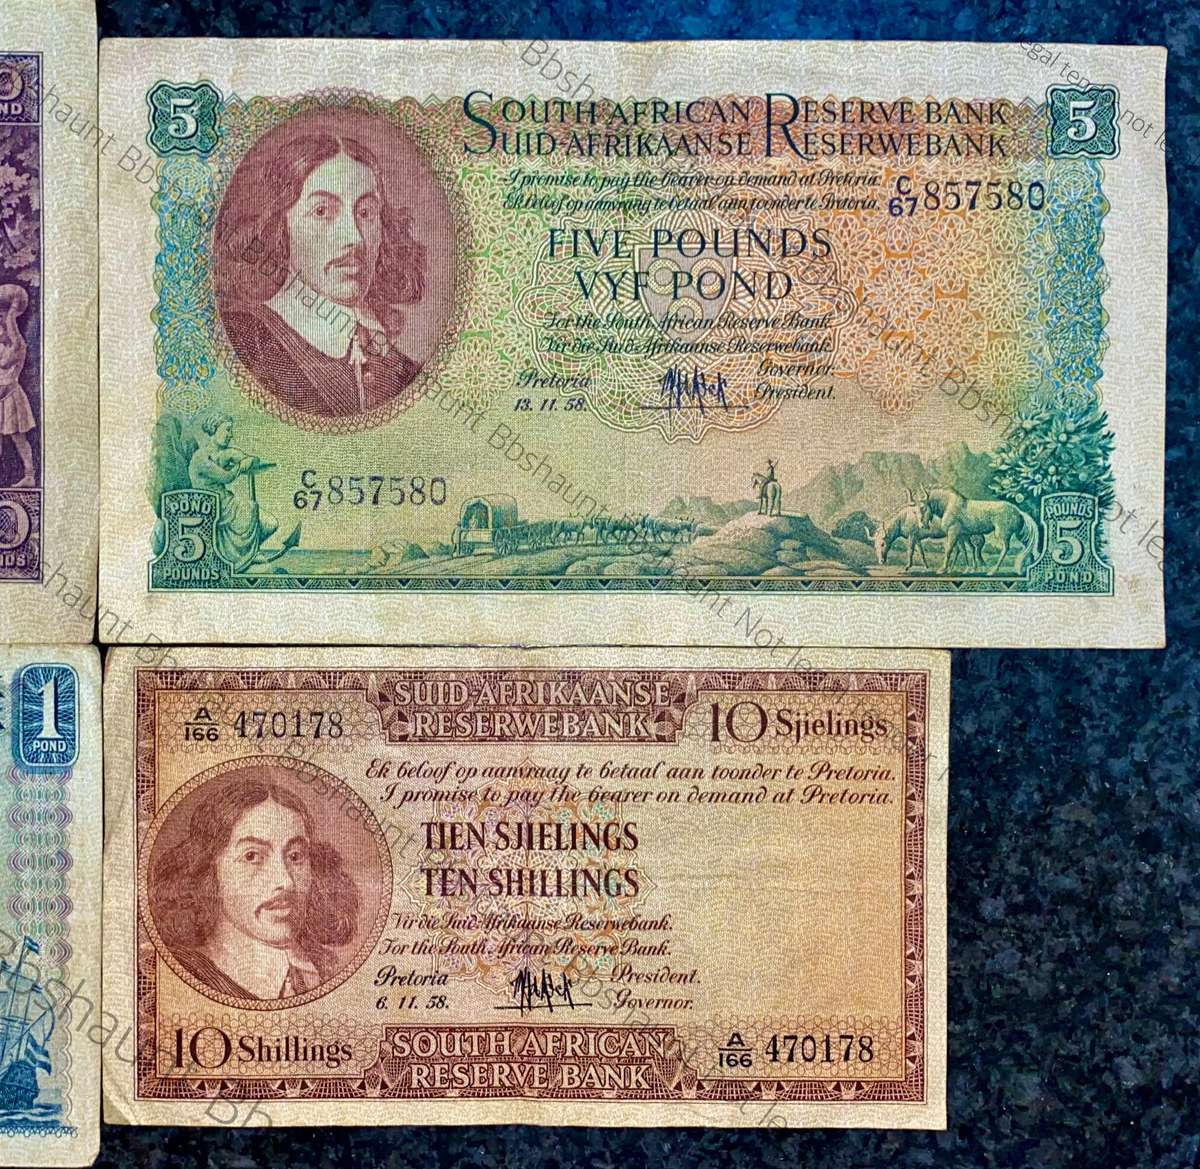 5
SOUTH AFRICAN RESERVE BANK
SUID-AFRIKAANSE RESERWEBANK
5
I promise to pay the bearer on demand at Pretoria.
Ek beloof op aanvraag te betaal aan toonder te Pretoria.
C/67 857580
FIVE POUNDS
VYF POND
For the South African Reserve Bank.
Vir die Suid-Afrikaanse Reserwebank.
Governor.
Pretoria
President.
13. 11. 58.
C/67 857580
POND
5
POUNDS
POUNDS
5
POND
1
POND
SUID-AFRIKAANSE
RESERWEBANK
A/166 470178
10 Sjielings
Ek beloof op aanvraag te betaal aan toonder te Pretoria.
I promise to pay the bearer on demand at Pretoria.
TIEN SJIELINGS
TEN SHILLINGS
Vir die Suid-Afrikaanse Reserwebank.
For the South African Reserve Bank.
Pretoria
President.
6. 11. 58.
Governor.
10 Shillings
SOUTH AFRICAN
RESERVE BANK
A/166 470178
Bbshaunt Bbshaunt Bbshaunt Not legal tender